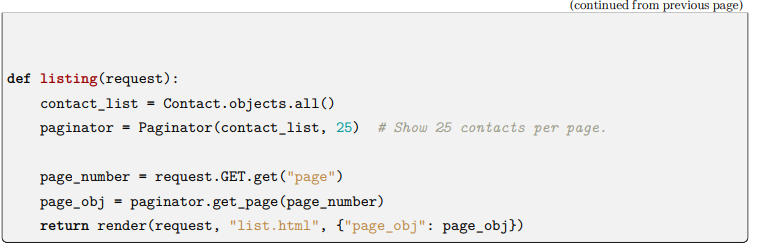 (continued from previous page)
def listing(request):
    contact_list = Contact.objects.all()
    paginator = Paginator(contact_list, 25)  # Show 25 contacts per page.
    page_number = request.GET.get("page")
    page_obj = paginator.get_page(page_number)
    return render(request, "list.html", {"page_obj": page_obj})